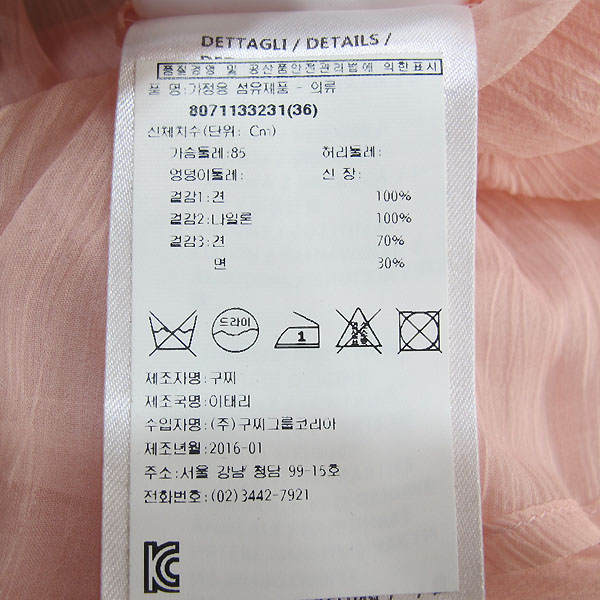 DETTAGLI / DETAILS /
품질경영 및 공산품안전관리법에 의한표시
품 명:가정용 섬유제품 - 의류
8071133231(36)
신체치수(단위: Cm)
가슴둘레:85 허리둘레:
엉덩이둘레: 신 장:
겉감1:견 100%
겉감2:나일론 100%
겉감3:견 70%
면 30%
드라이
1
제조자명:구찌
제조국명:이태리
수입자명:(주)구찌그룹코리아
제조년월:2016-01
주소:서울 강남 청담 99-15호
전화번호:(02)3442-7921
KC